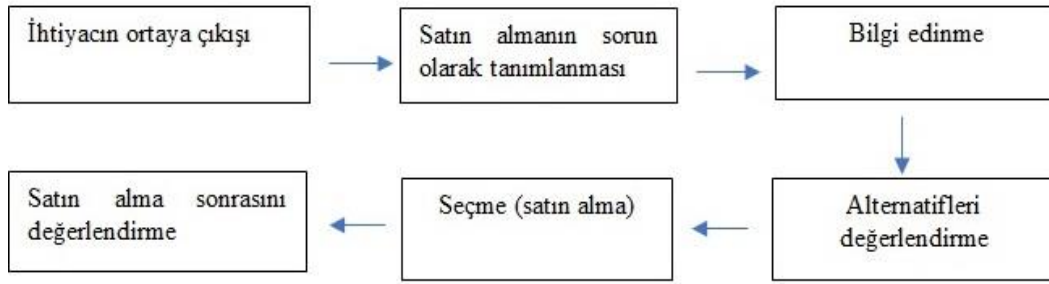 İhtiyacın ortaya çıkışı
Satın almanın sorun
olarak tanımlanması
Bilgi edinme
Alternatifleri
değerlendirme
Seçme (satın alma)
Satın alma sonrasını
değerlendirme